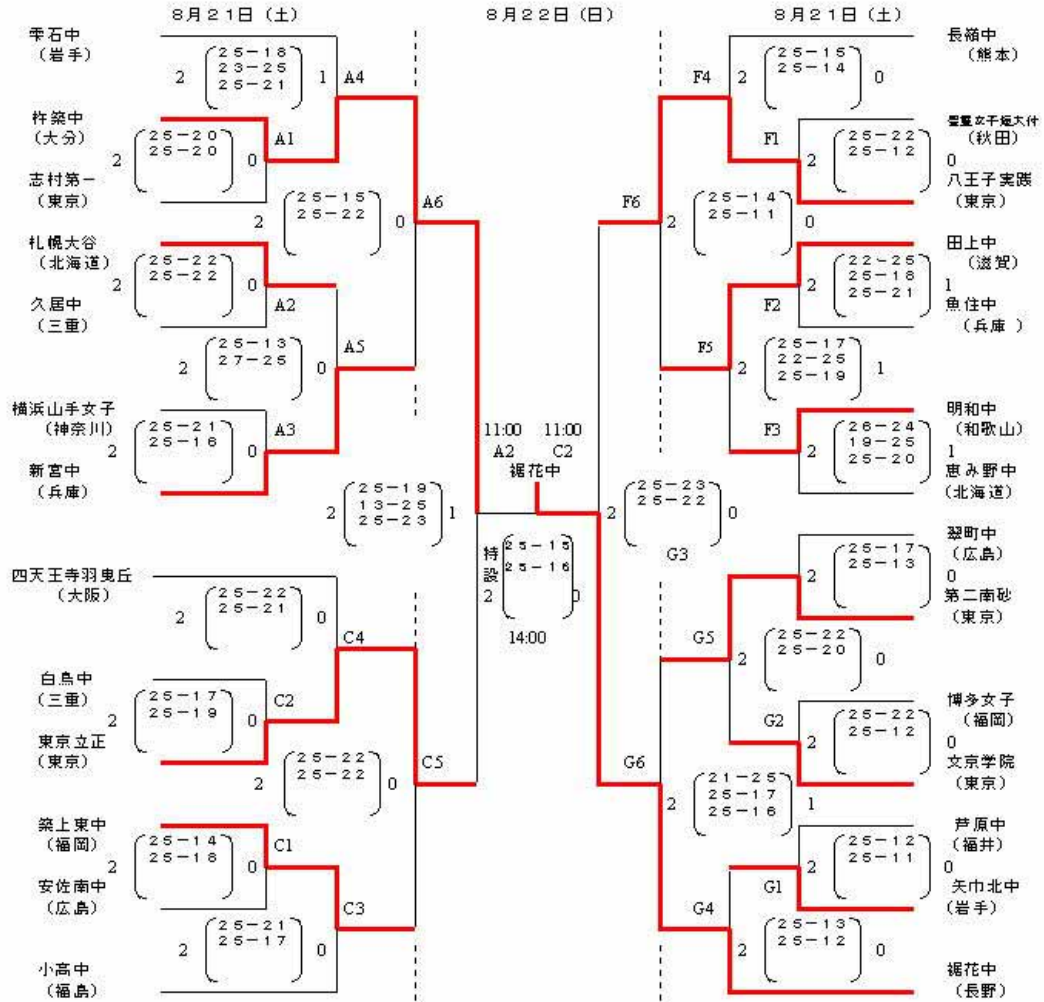 8月21日（土）
8月22日（日）
8月21日（土）
雫石中
（岩手）
2
25-18
23-25
25-21
1
A4
杵築中
（大分）
2
25-20
25-20
0
A1
志村第一
（東京）
2
25-15
25-22
0
A6
札幌大谷
（北海道）
2
25-22
25-22
0
A2
久居中
（三重）
2
25-13
27-25
0
A5
横浜山手女子
（神奈川）
2
25-21
25-16
0
A3
新宮中
（兵庫）
2
25-19
13-25
25-23
1
四天王寺羽曳丘
（大阪）
2
25-22
25-21
0
C4
白鳥中
（三重）
2
25-17
25-19
0
C2
東京立正
（東京）
2
25-22
25-22
0
C5
築上東中
（福岡）
2
25-14
25-18
0
C1
安佐南中
（広島）
2
25-21
25-17
0
C3
小高中
（福島）
11:00
A2
11:00
C2
裾花中
特設
2
25-15
25-16
0
14:00
長嶺中
（熊本）
F4
2
25-15
25-14
0
（秋田）
F1
2
25-22
25-12
0
八王子実践
（東京）
F6
2
25-14
25-11
0
田上中
（滋賀）
F2
2
22-25
25-18
25-21
1
魚住中
（兵庫）
F5
2
25-17
22-25
25-19
1
明和中
（和歌山）
F3
2
26-24
19-25
25-20
1
恵み野中
（北海道）
2
25-23
25-22
0
G3
翠町中
（広島）
25-17
25-13
0
第二南砂
（東京）
G5
2
25-22
25-20
0
博多女子
（福岡）
G2
2
25-22
25-12
0
文京学院
（東京）
G6
2
21-25
25-17
25-16
1
芦原中
（福井）
G1
2
25-12
25-11
0
矢巾北中
（岩手）
G4
2
25-13
25-12
0
裾花中
（長野）